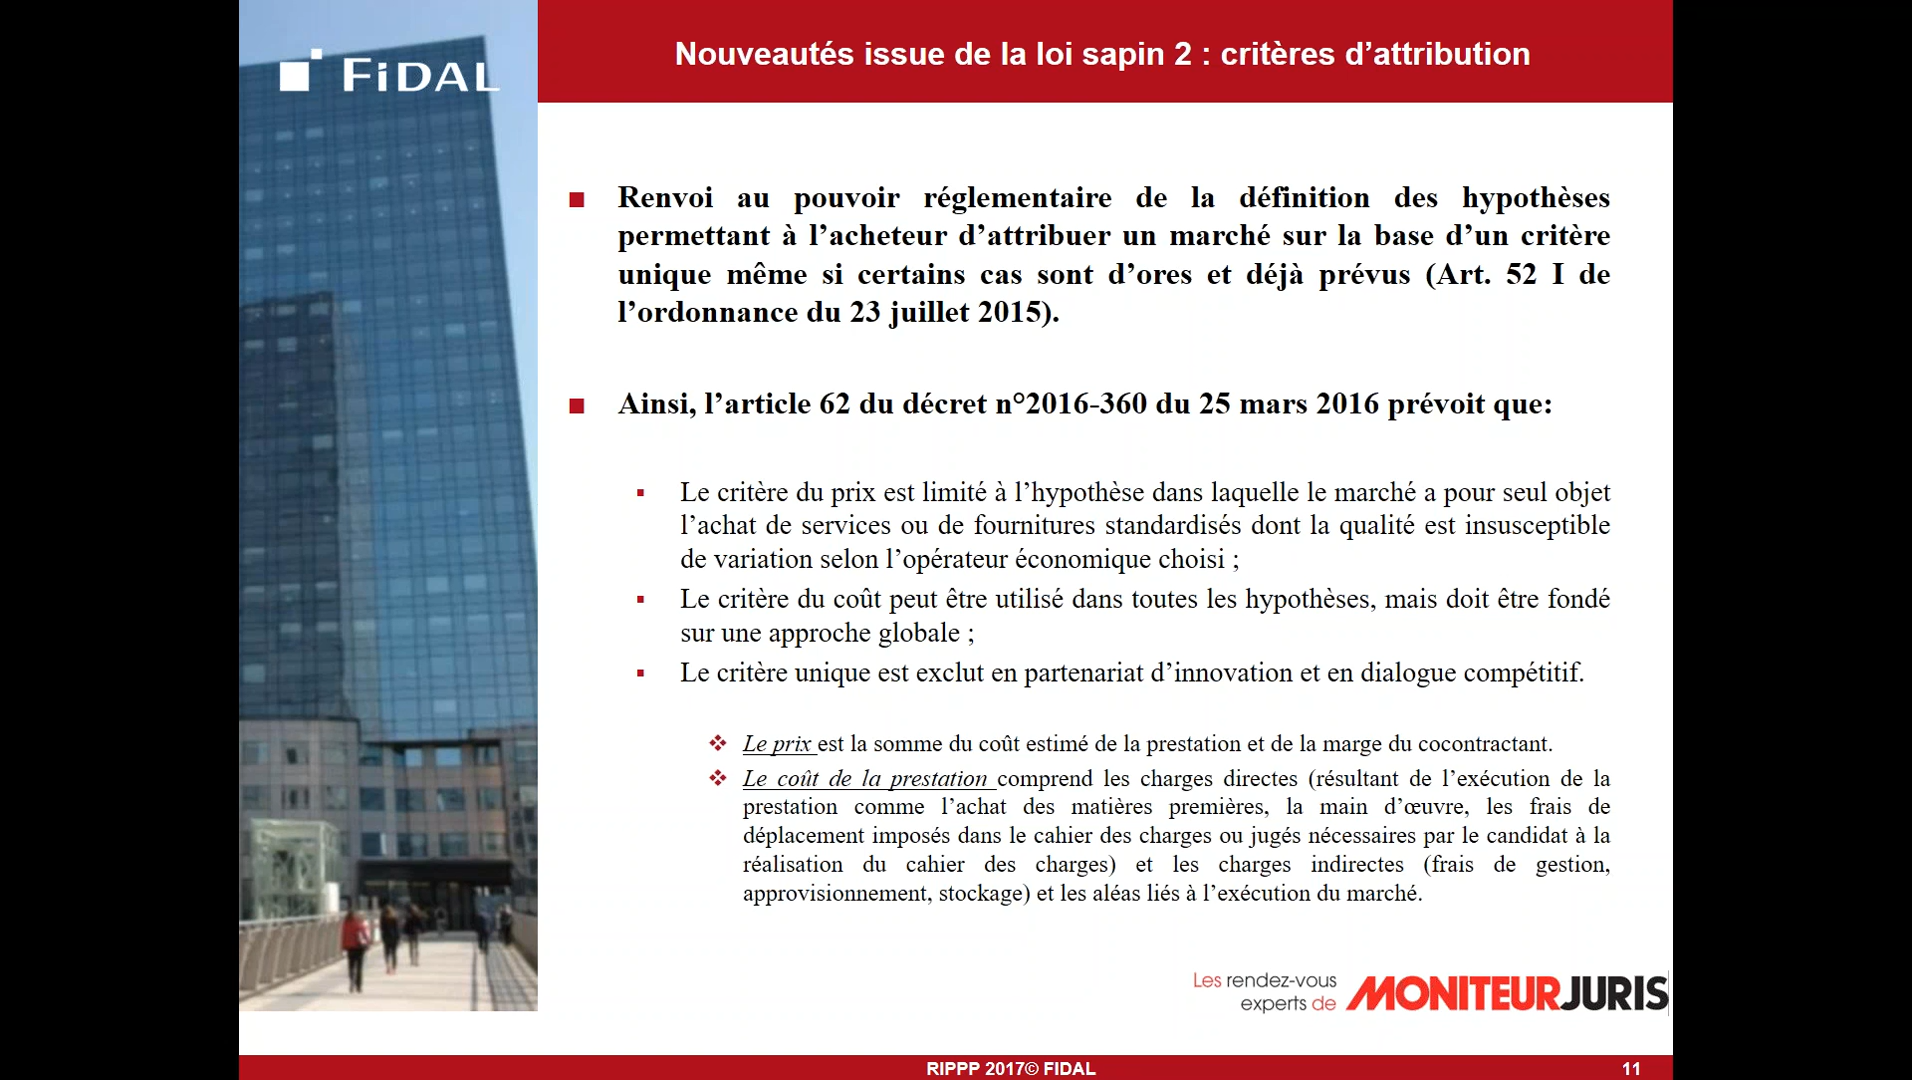 FiDAL
Nouveautés issue de la loi sapin 2 : critères d’attribution
Renvoi au pouvoir réglementaire de la définition des hypothèses
permettant à l’acheteur d’attribuer un marché sur la base d’un critère
unique même si certains cas sont d’ores et déjà prévus (Art. 52 I de
l’ordonnance du 23 juillet 2015).
Ainsi, l’article 62 du décret n°2016-360 du 25 mars 2016 prévoit que:
Le critère du prix est limité à l’hypothèse dans laquelle le marché a pour seul objet
l’achat de services ou de fournitures standardisés dont la qualité est insusceptible
de variation selon l’opérateur économique choisi ;
Le critère du coût peut être utilisé dans toutes les hypothèses, mais doit être fondé
sur une approche globale ;
Le critère unique est exclut en partenariat d’innovation et en dialogue compétitif.
Le prix est la somme du coût estimé de la prestation et de la marge du cocontractant.
Le coût de la prestation comprend les charges directes (résultant de l’exécution de la
prestation comme l’achat des matières premières, la main d’œuvre, les frais de
déplacement imposés dans le cahier des charges ou jugés nécessaires par le candidat à la
réalisation du cahier des charges) et les charges indirectes (frais de gestion,
approvisionnement, stockage) et les aléas liés à l’exécution du marché.
Les rendez-vous
experts de MONITEURJURIS
RIPPP 2017© FIDAL
11